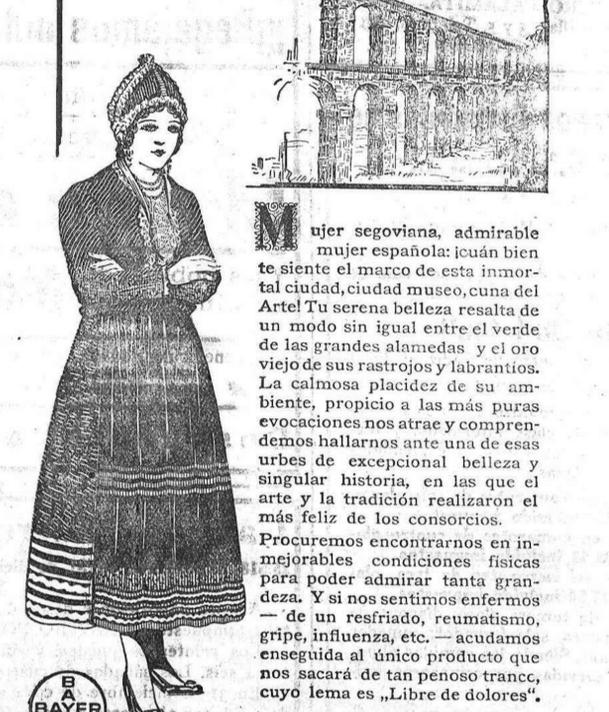 Mujer segoviana, admirable
mujer española: ¡cuán bien
te siente el marco de esta inmor-
tal ciudad, ciudad museo, cuna del
Arte! Tu serena belleza resalta de
un modo sin igual entre el verde
de las grandes alamedas y el oro
viejo de sus rastrojos y labrantíos.
La calmosa placidez de su am-
biente, propicio a las más puras
evocaciones nos atrae y compren-
demos hallarnos ante una de esas
urbes de excepcional belleza y
singular historia, en las que el
arte y la tradición realizaron el
más feliz de los consorcios.
Procuremos encontrarnos en in-
mejorables condiciones físicas
para poder admirar tanta gran-
deza. Y si nos sentimos enfermos
— de un resfriado, reumatismo,
gripe, influenza, etc. — acudamos
enseguida al único producto que
nos sacará de tan penoso trance,
cuyo lema es „Libre de dolores“.
B
BAYER